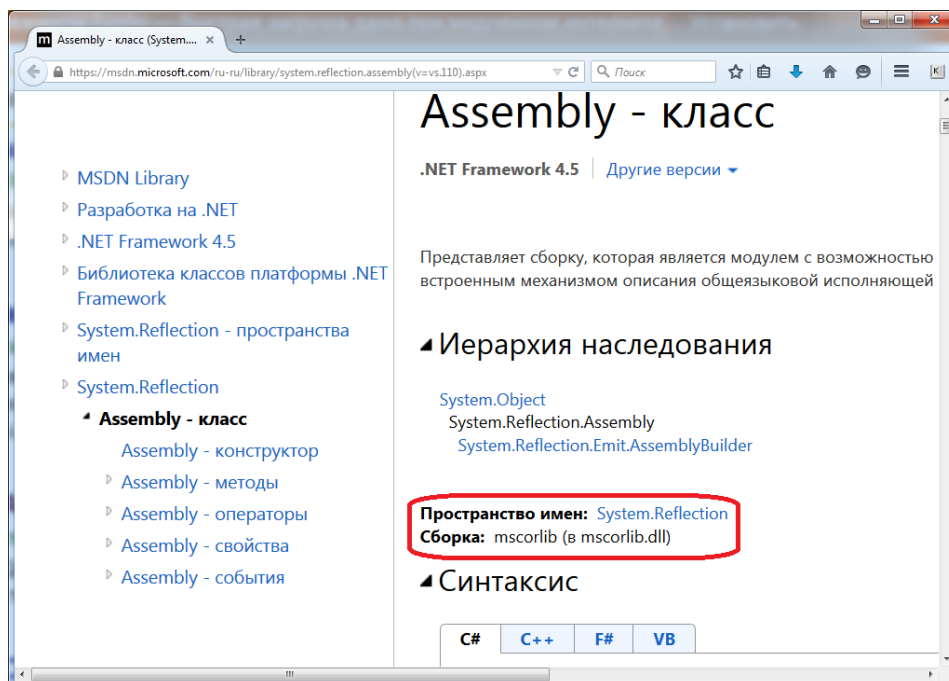 Assembly - класс (System....
https://msdn.microsoft.com/ru-ru/library/system.reflection.assembly(v=vs.110).aspx
Поиск
MSDN Library
Разработка на .NET
.NET Framework 4.5
Библиотека классов платформы .NET
Framework
System.Reflection - пространства
имен
System.Reflection
Assembly - класс
Assembly - конструктор
Assembly - методы
Assembly - операторы
Assembly - свойства
Assembly - события
Assembly - класс
.NET Framework 4.5
Другие версии
Представляет сборку, которая является модулем с возможностью
встроенным механизмом описания общеязыковой исполняющей
Иерархия наследования
System.Object
System.Reflection.Assembly
System.Reflection.Emit.AssemblyBuilder
Пространство имен: System.Reflection
Сборка: mscorlib (в mscorlib.dll)
Синтаксис
C# C++ F# VB